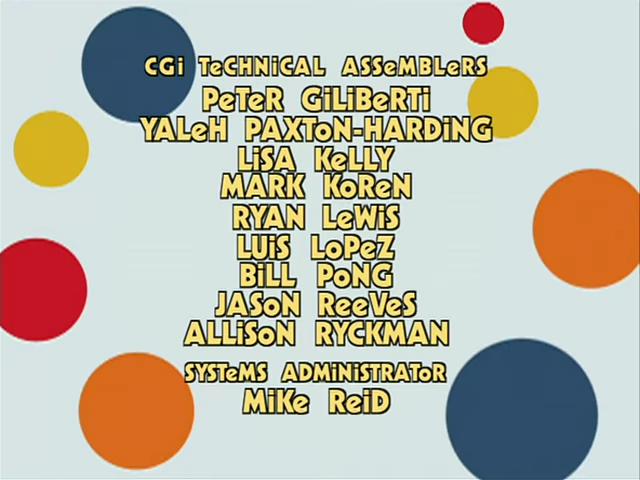 CGi TeCHNiCAL ASSeMBLeRS
PeTeR GiLiBeRTi
YALeH PAXToN-HARDiNG
LiSA KeLLY
MARK KoReN
RYAN LeWiS
LUiS LoPeZ
BiLL PoNG
JASoN ReeVeS
ALLiSoN RYCKMAN
SYSTeMS ADMiNiSTRAToR
MiKe ReiD